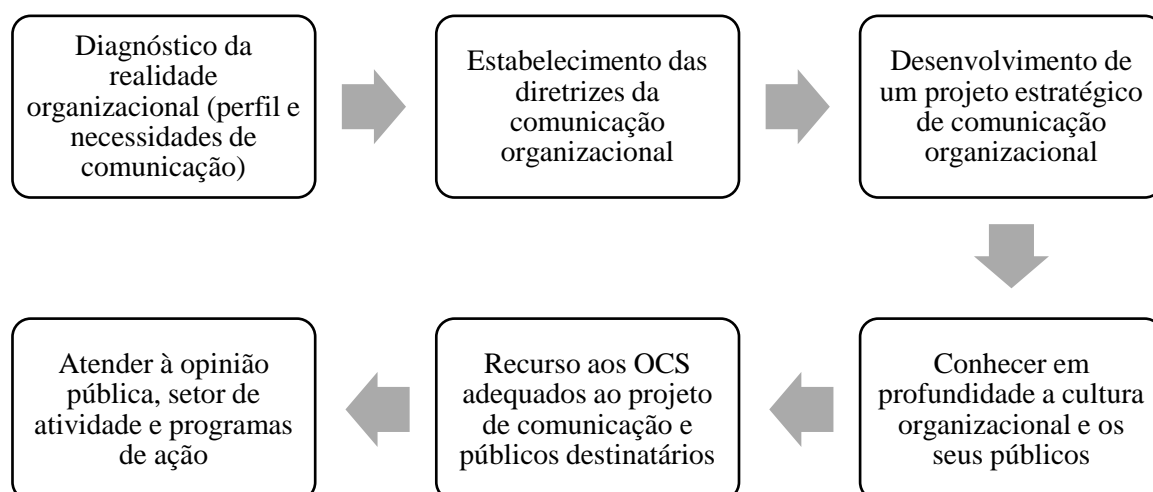 Diagnóstico da
realidade
organizacional (perfil e
necessidades de
comunicação)
Estabelecimento das
diretrizes da
comunicação
organizacional
Desenvolvimento de
um projeto estratégico
de comunicação
organizacional
Conhecer em
profundidade a cultura
organizacional e os
seus públicos
Recurso aos OCS
adequados ao projeto
de comunicação e
públicos destinatários
Atender à opinião
pública, setor de
atividade e programas
de ação